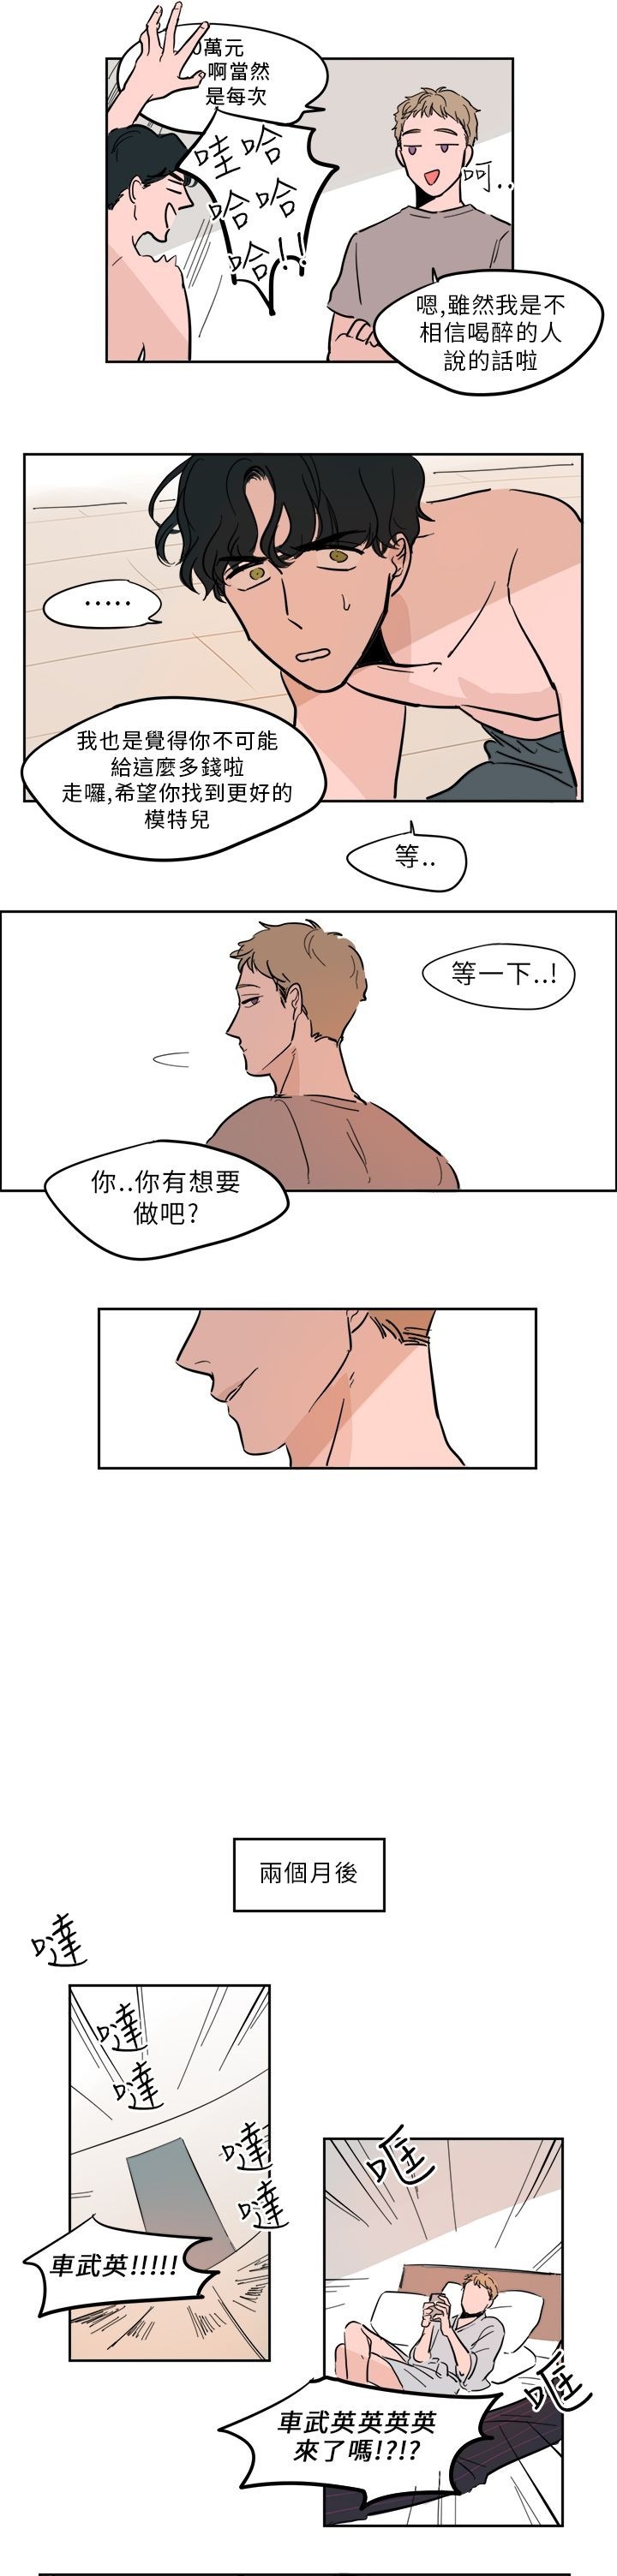 0萬元
啊當然
是每次
哇哈
哈哈
哈!!
呵..
嗯,雖然我是不
相信喝醉的人
說的話啦
.....
我也是覺得你不可能
給這麼多錢啦
走囉,希望你找到更好的
模特兒
等..
等一下..!
你..你有想要
做吧?
兩個月後
噠
噠
噠
噠
噠
車武英!!!!!
哐
哐
車武英英英英
來了嗎!?!?